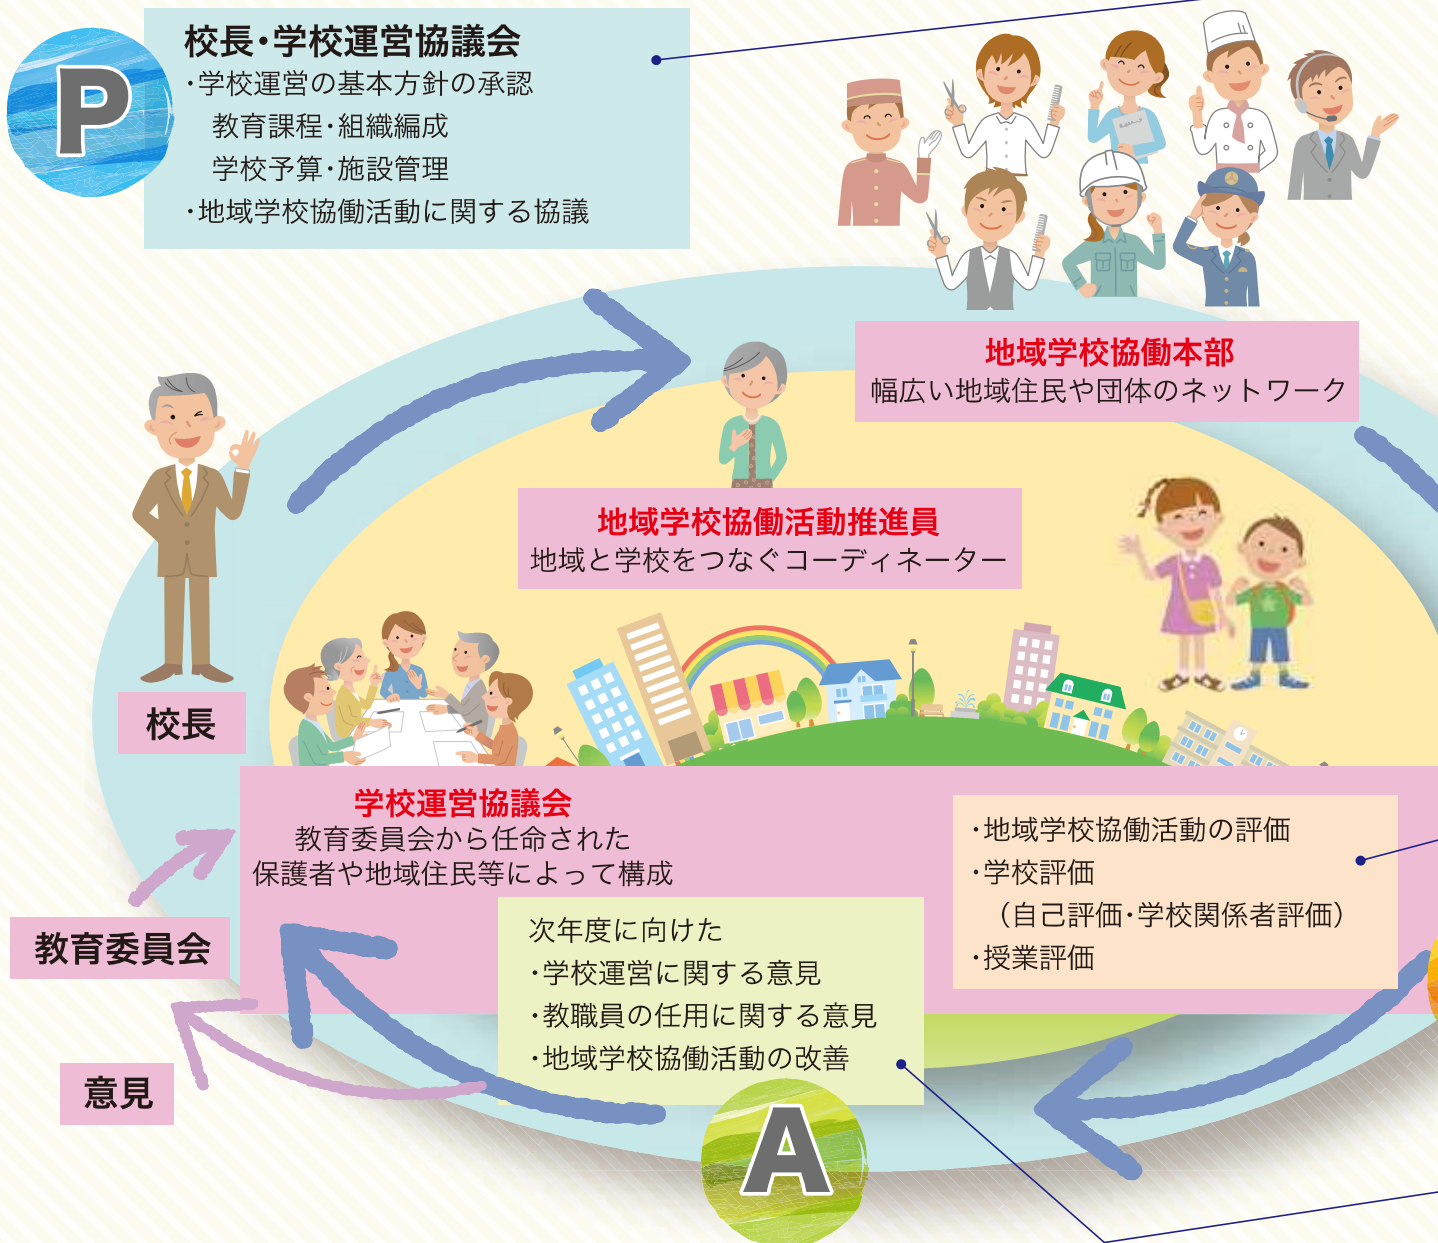 P
校長・学校運営協議会
・学校運営の基本方針の承認
教育課程・組織編成
学校予算・施設管理
・地域学校協働活動に関する協議
地域学校協働本部
幅広い地域住民や団体のネットワーク
地域学校協働活動推進員
地域と学校をつなぐコーディネーター
校長
学校運営協議会
教育委員会から任命された
保護者や地域住民等によって構成
・地域学校協働活動の評価
・学校評価
（自己評価・学校関係者評価）
・授業評価
教育委員会
次年度に向けた
・学校運営に関する意見
・教職員の任用に関する意見
・地域学校協働活動の改善
意見
A